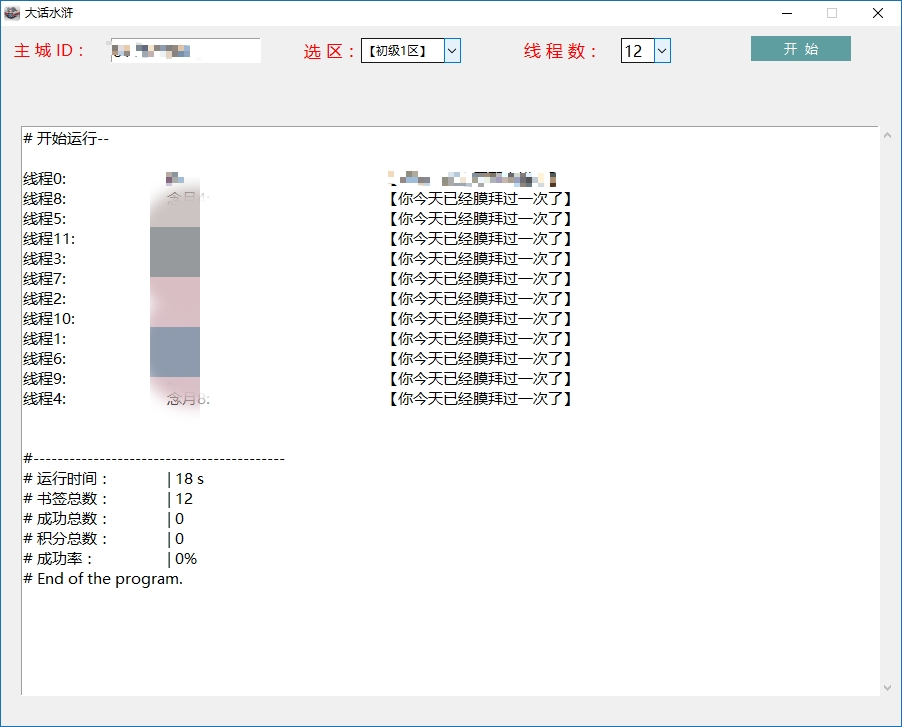 大话水浒
主 城 ID：
选 区：【初级1区】
线 程 数：12
开 始
# 开始运行--
线程0:
线程8: 【你今天已经膜拜过一次了】
线程5: 【你今天已经膜拜过一次了】
线程11: 【你今天已经膜拜过一次了】
线程3: 【你今天已经膜拜过一次了】
线程7: 【你今天已经膜拜过一次了】
线程2: 【你今天已经膜拜过一次了】
线程10: 【你今天已经膜拜过一次了】
线程1: 【你今天已经膜拜过一次了】
线程6: 【你今天已经膜拜过一次了】
线程9: 【你今天已经膜拜过一次了】
线程4: 念月8: 【你今天已经膜拜过一次了】
#------------------------------------------
# 运行时间： | 18 s
# 书签总数： | 12
# 成功总数： | 0
# 积分总数： | 0
# 成功率： | 0%
# End of the program.